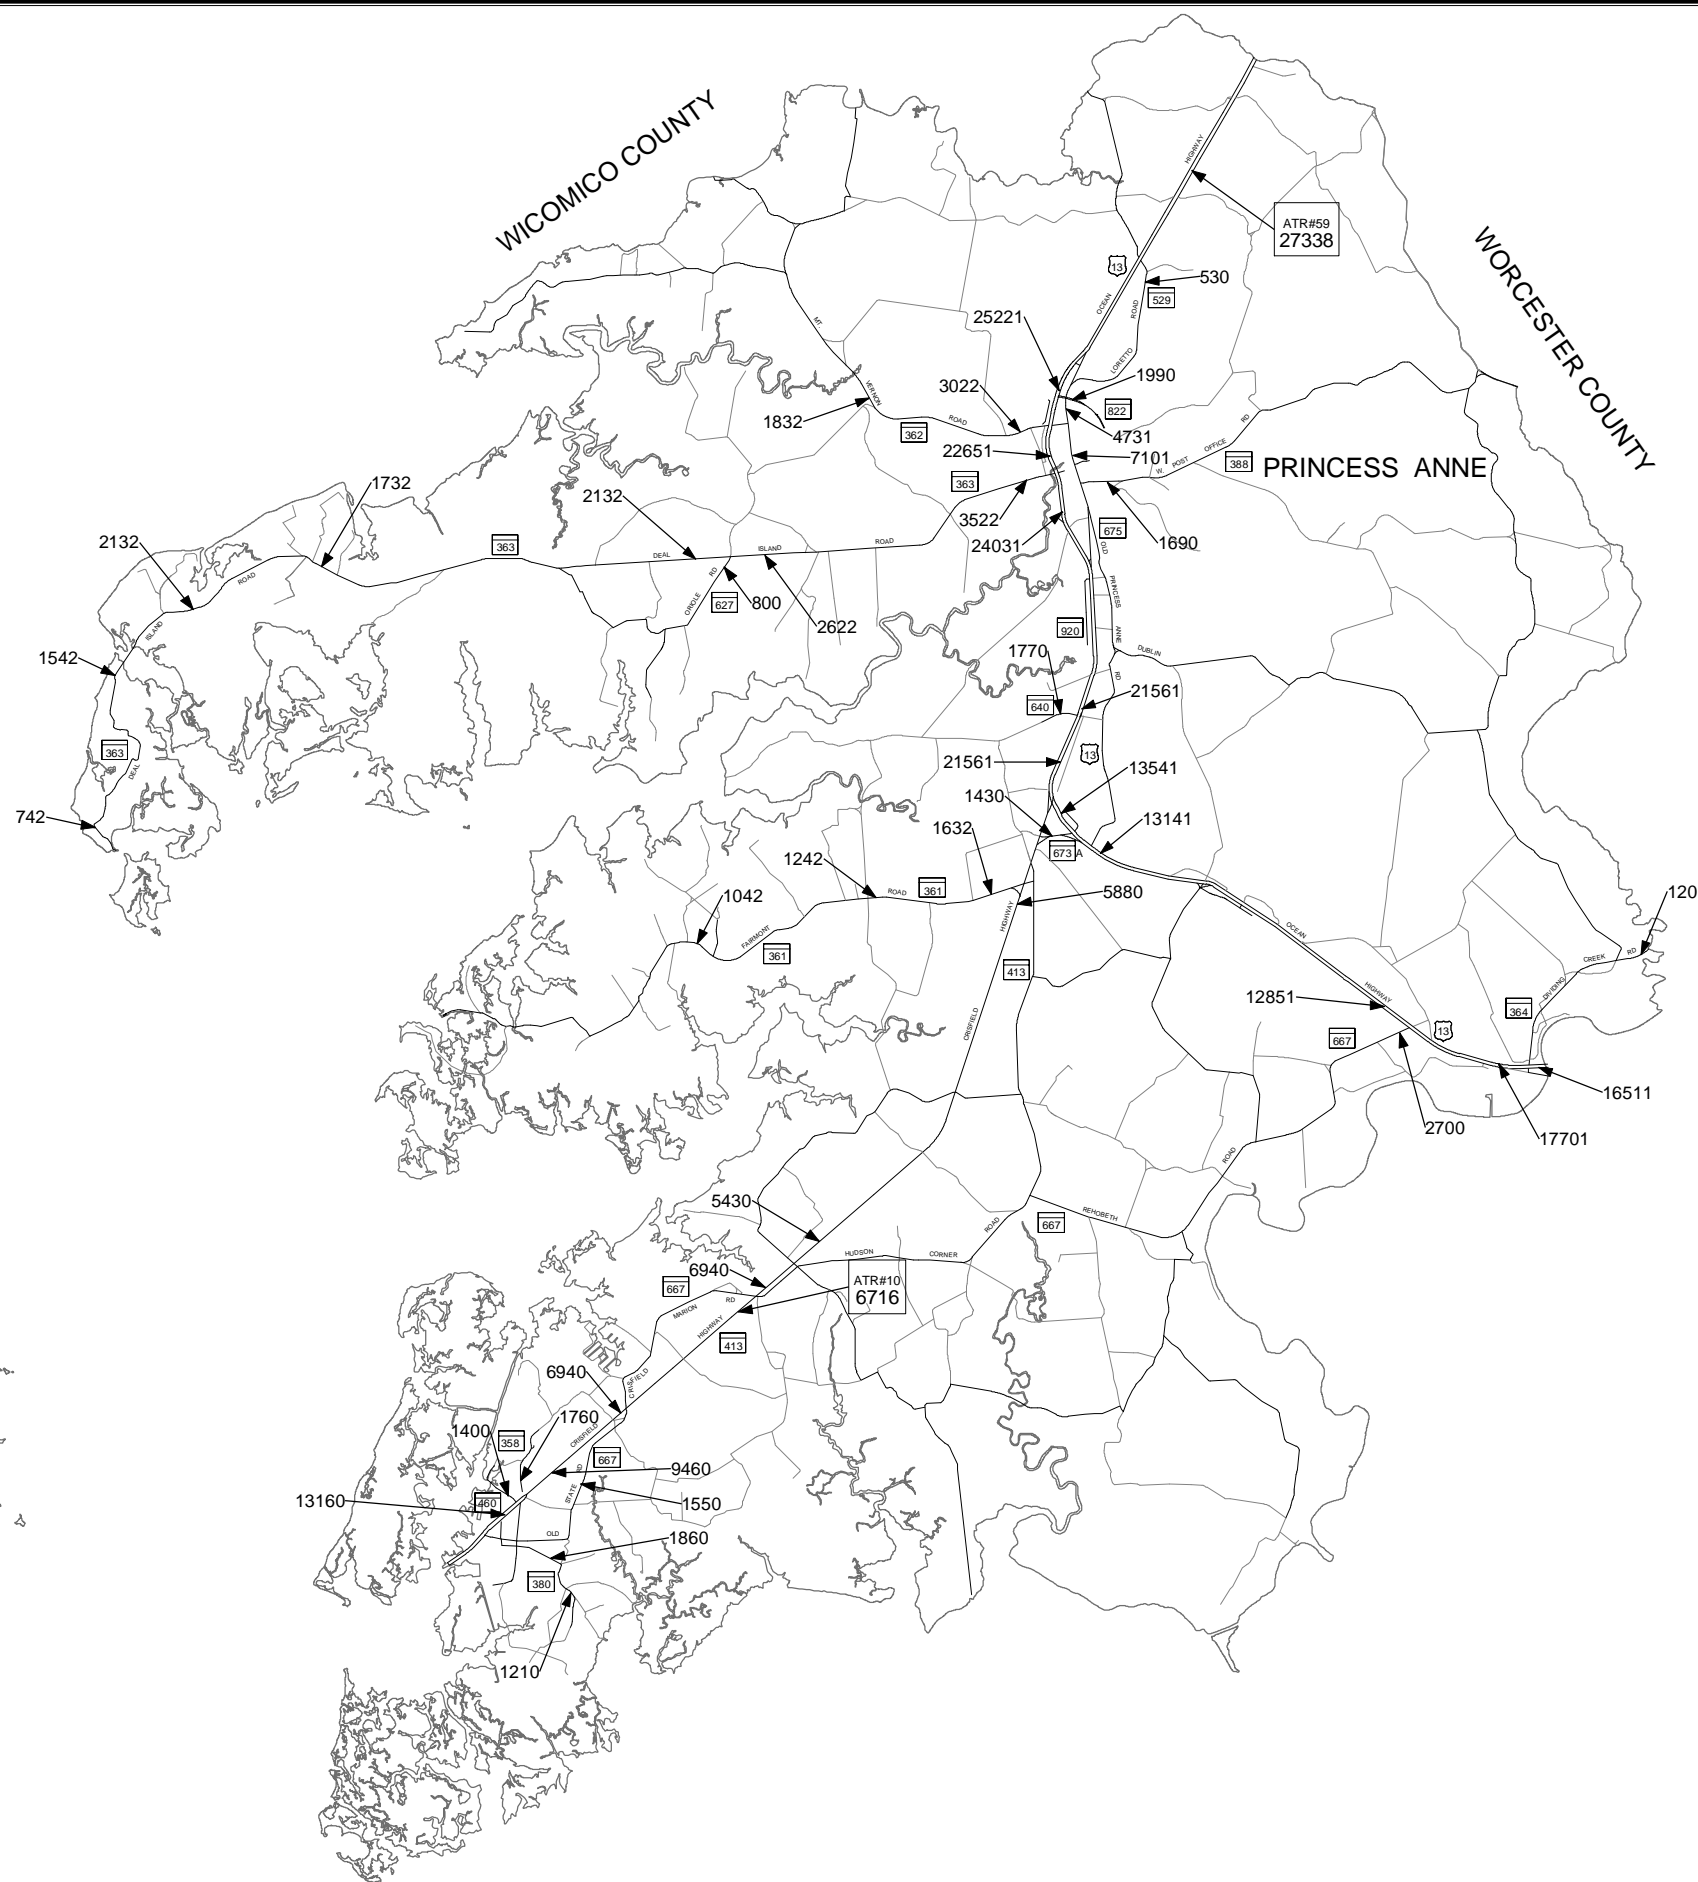 WICOMICO COUNTY
WORCESTER COUNTY
HIGHWAY
ATR#59
27338
13
OCEAN
530
529
ROAD
LORETTO
25221
1990
822
3022
4731
MT
VERNON
1832
ROAD
362
22651
7101
W. POST OFFICE RD
388
PRINCESS ANNE
363
3522
24031
675
1690
OLD
PRINCESS
ANNE
RD
1732
2132
2132
363
DEAL
ISLAND
ROAD
ROAD
ISLAND
ORIOLE RD
627
800
2622
920
DUBLIN
1542
1770
640
21561
363
DEAL
13
21561
13541
742
1430
13141
1632
673 A
1242
ROAD
361
5880
120
1042
FAIRMONT
361
HIGHWAY
413
OCEAN
HIGHWAY
CREEK RD
DIVIDING
12851
364
13
667
CRISFIELD
16511
2700
17701
ROAD
5430
REHOBETH
667
ROAD
HUDSON CORNER
6940
ATR#10
6716
667
MARION RD
HIGHWAY
413
6940
CRISFIELD
1760
1400
358
CRISFIELD
667
9460
RD
460
13160
STATE
1550
OLD
1860
380
1210